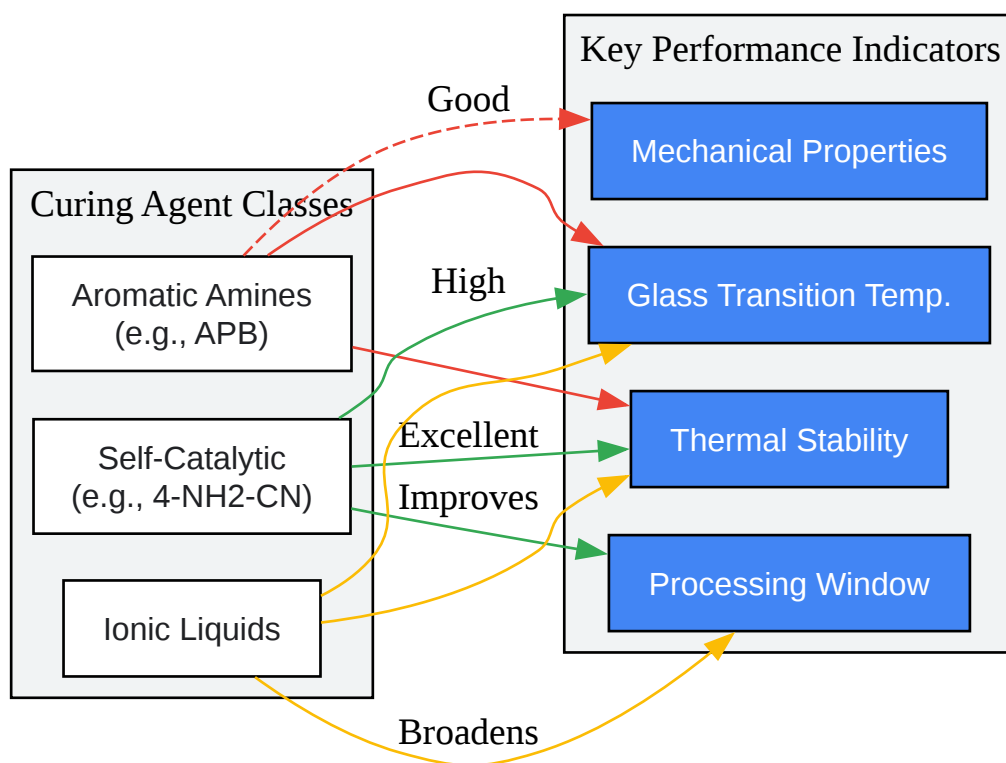 Curing Agent Classes
Aromatic Amines
(e.g., APB)
Self-Catalytic
(e.g., 4-NH2-CN)
Ionic Liquids
Good
High
Excellent
Improves
Broadens
Key Performance Indicators
Mechanical Properties
Glass Transition Temp.
Thermal Stability
Processing Window